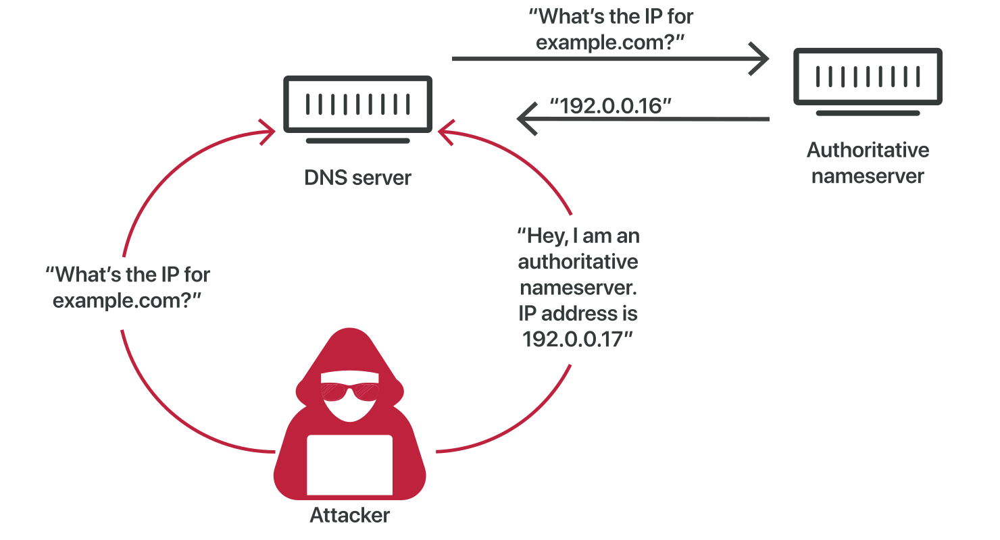 “What’s the IP for
example.com?”
“192.0.0.16”
DNS server
Authoritative
nameserver
“Hey, I am an
authoritative
nameserver.
IP address is
192.0.0.17”
“What’s the IP for
example.com?”
Attacker